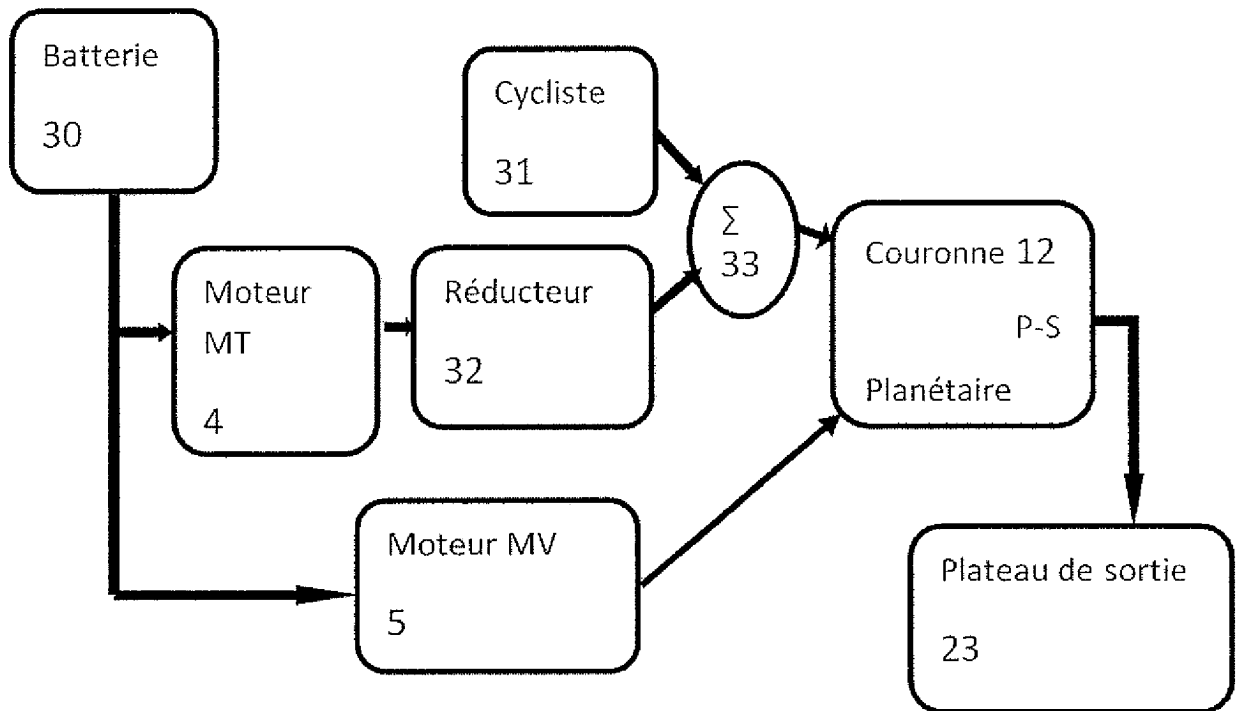 Batterie
30
Cycliste
31
Σ
33
Couronne 12
P-S
Planétaire
Moteur
MT
4
Réducteur
32
Moteur MV
5
Plateau de sortie
23